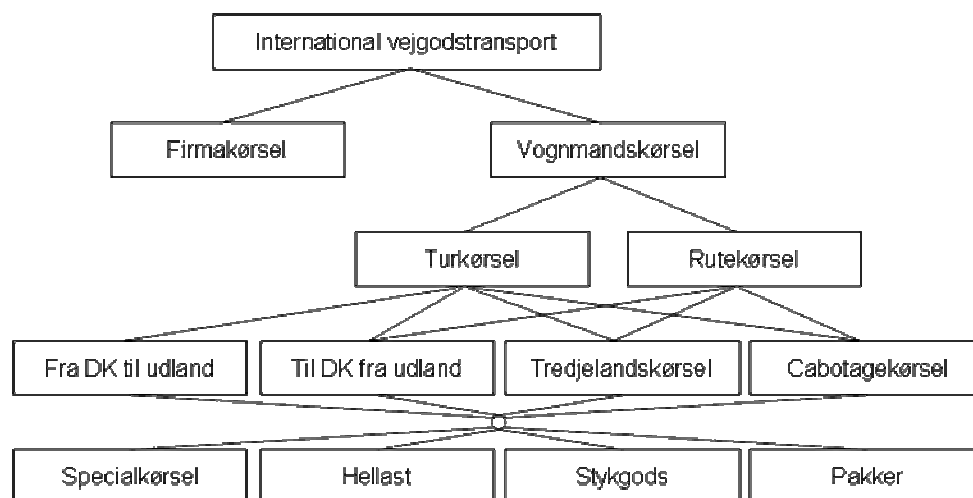 International vejgodstransport
Firmakørsel
Vognmandskørsel
Turkørsel
Rutekørsel
Fra DK til udland
Til DK fra udland
Tredjelandskørsel
Cabotagekørsel
Specialkørsel
Hellast
Stykgods
Pakker